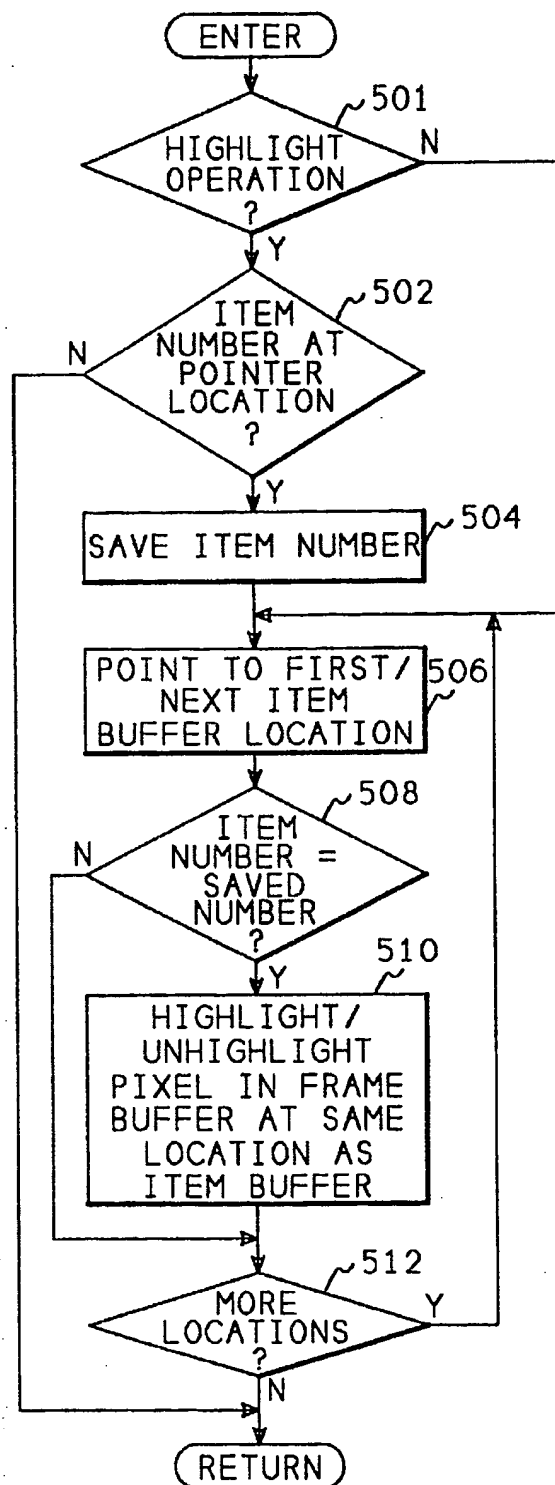 ENTER
501
HIGHLIGHT
OPERATION
?
N
Y
502
ITEM
NUMBER AT
POINTER
LOCATION
?
N
Y
504
SAVE ITEM NUMBER
POINT TO FIRST/
NEXT ITEM
BUFFER LOCATION
506
508
ITEM
NUMBER =
SAVED
NUMBER
?
N
Y
510
HIGHLIGHT/
UNHIGHLIGHT
PIXEL IN FRAME
BUFFER AT SAME
LOCATION AS
ITEM BUFFER
512
MORE
LOCATIONS
?
Y
N
RETURN